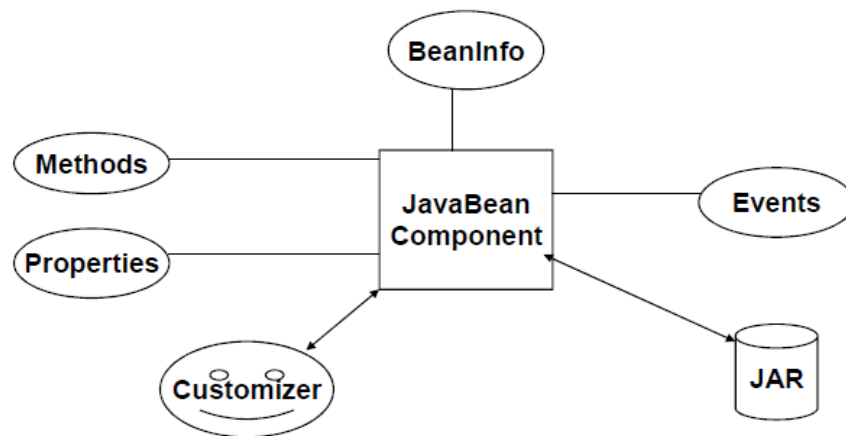 BeanInfo
Methods
JavaBean
Component
Events
Properties
Customizer
JAR